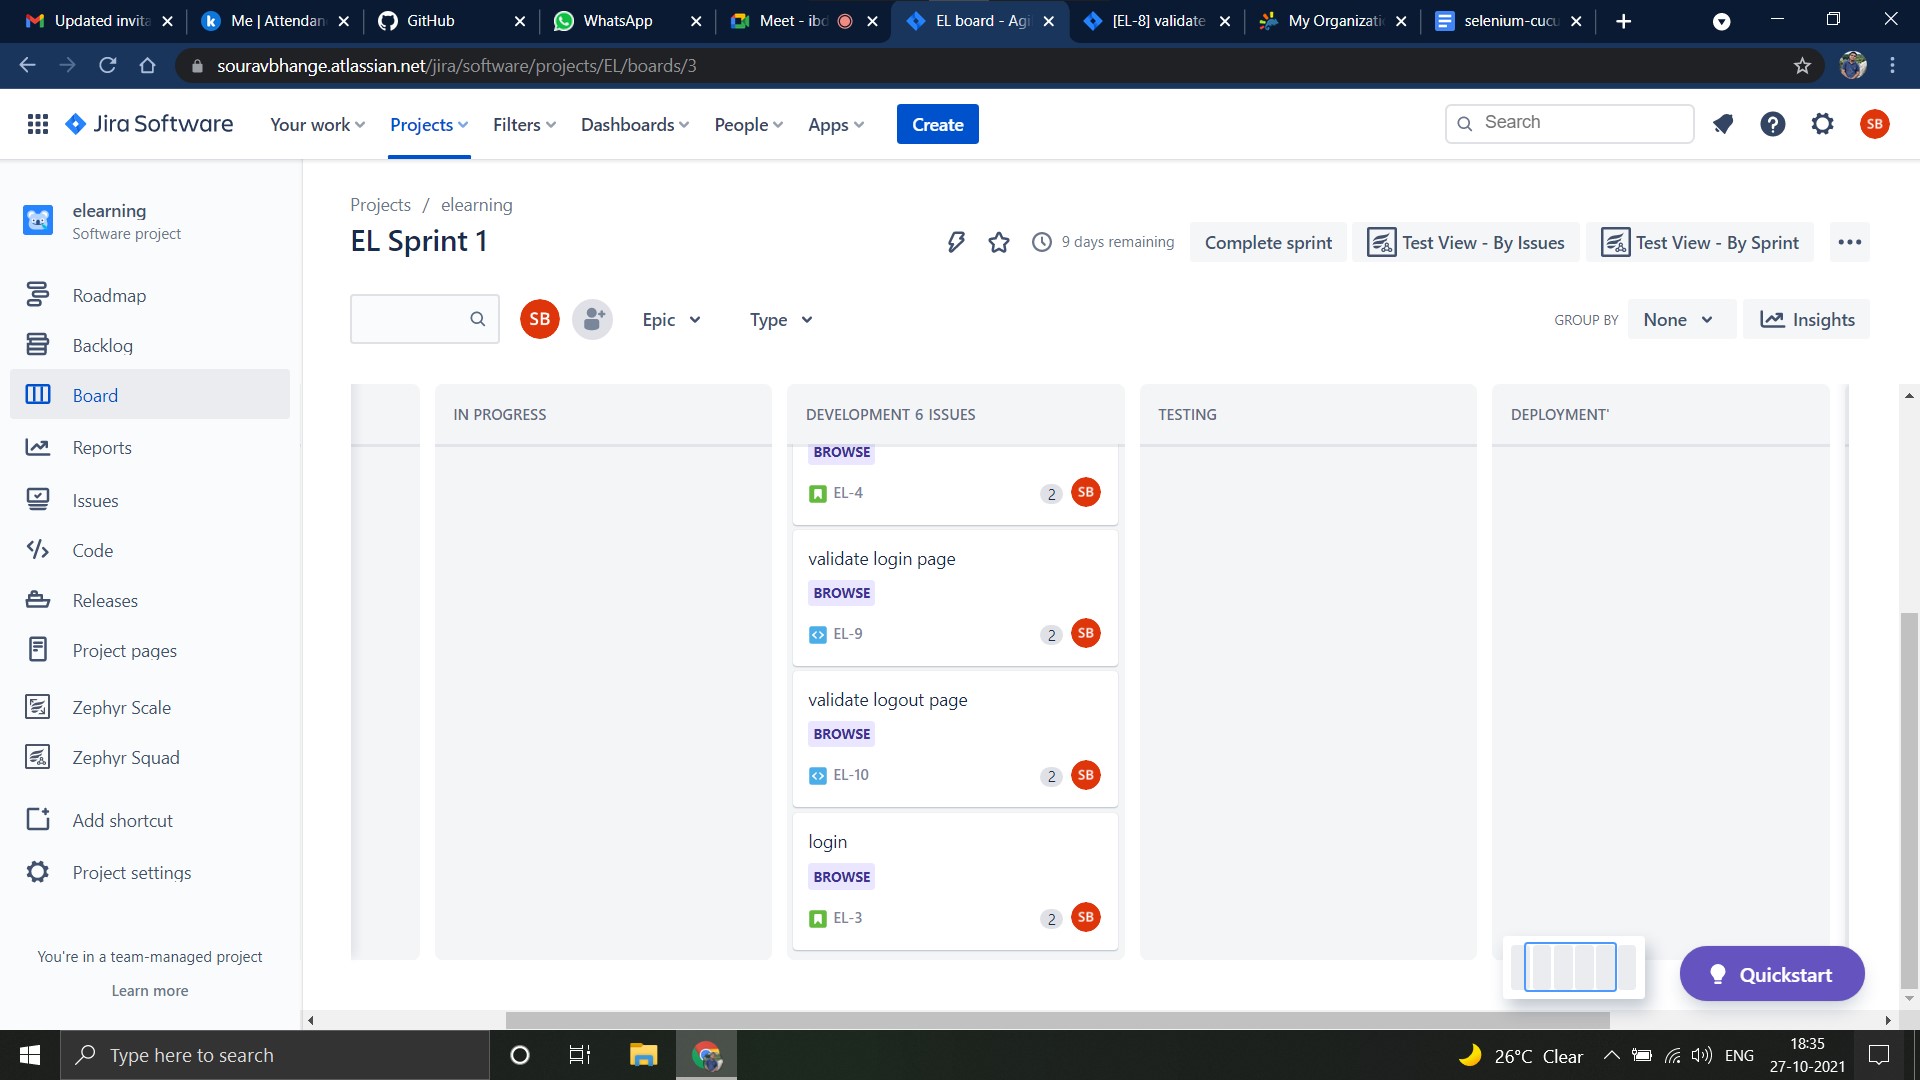 Updated invita
Me | Attendan
GitHub
WhatsApp
Meet - ibd
EL board - Agi
[EL-8] validate
My Organizati
selenium-cucu
souravbhange.atlassian.net/jira/software/projects/EL/boards/3
Jira Software
Your work
Projects
Filters
Dashboards
People
Apps
Create
Search
SB
elearning
Software project
Roadmap
Backlog
Board
Reports
Issues
Code
Releases
Project pages
Zephyr Scale
Zephyr Squad
Add shortcut
Project settings
You're in a team-managed project
Learn more
Projects / elearning
EL Sprint 1
9 days remaining
Complete sprint
Test View - By Issues
Test View - By Sprint
SB
Epic
Type
GROUP BY
None
Insights
IN PROGRESS
DEVELOPMENT 6 ISSUES
TESTING
DEPLOYMENT'
BROWSE
EL-4
2
SB
validate login page
BROWSE
EL-9
2
SB
validate logout page
BROWSE
EL-10
2
SB
login
BROWSE
EL-3
2
SB
Quickstart
Type here to search
26°C Clear
ENG
18:35
27-10-2021